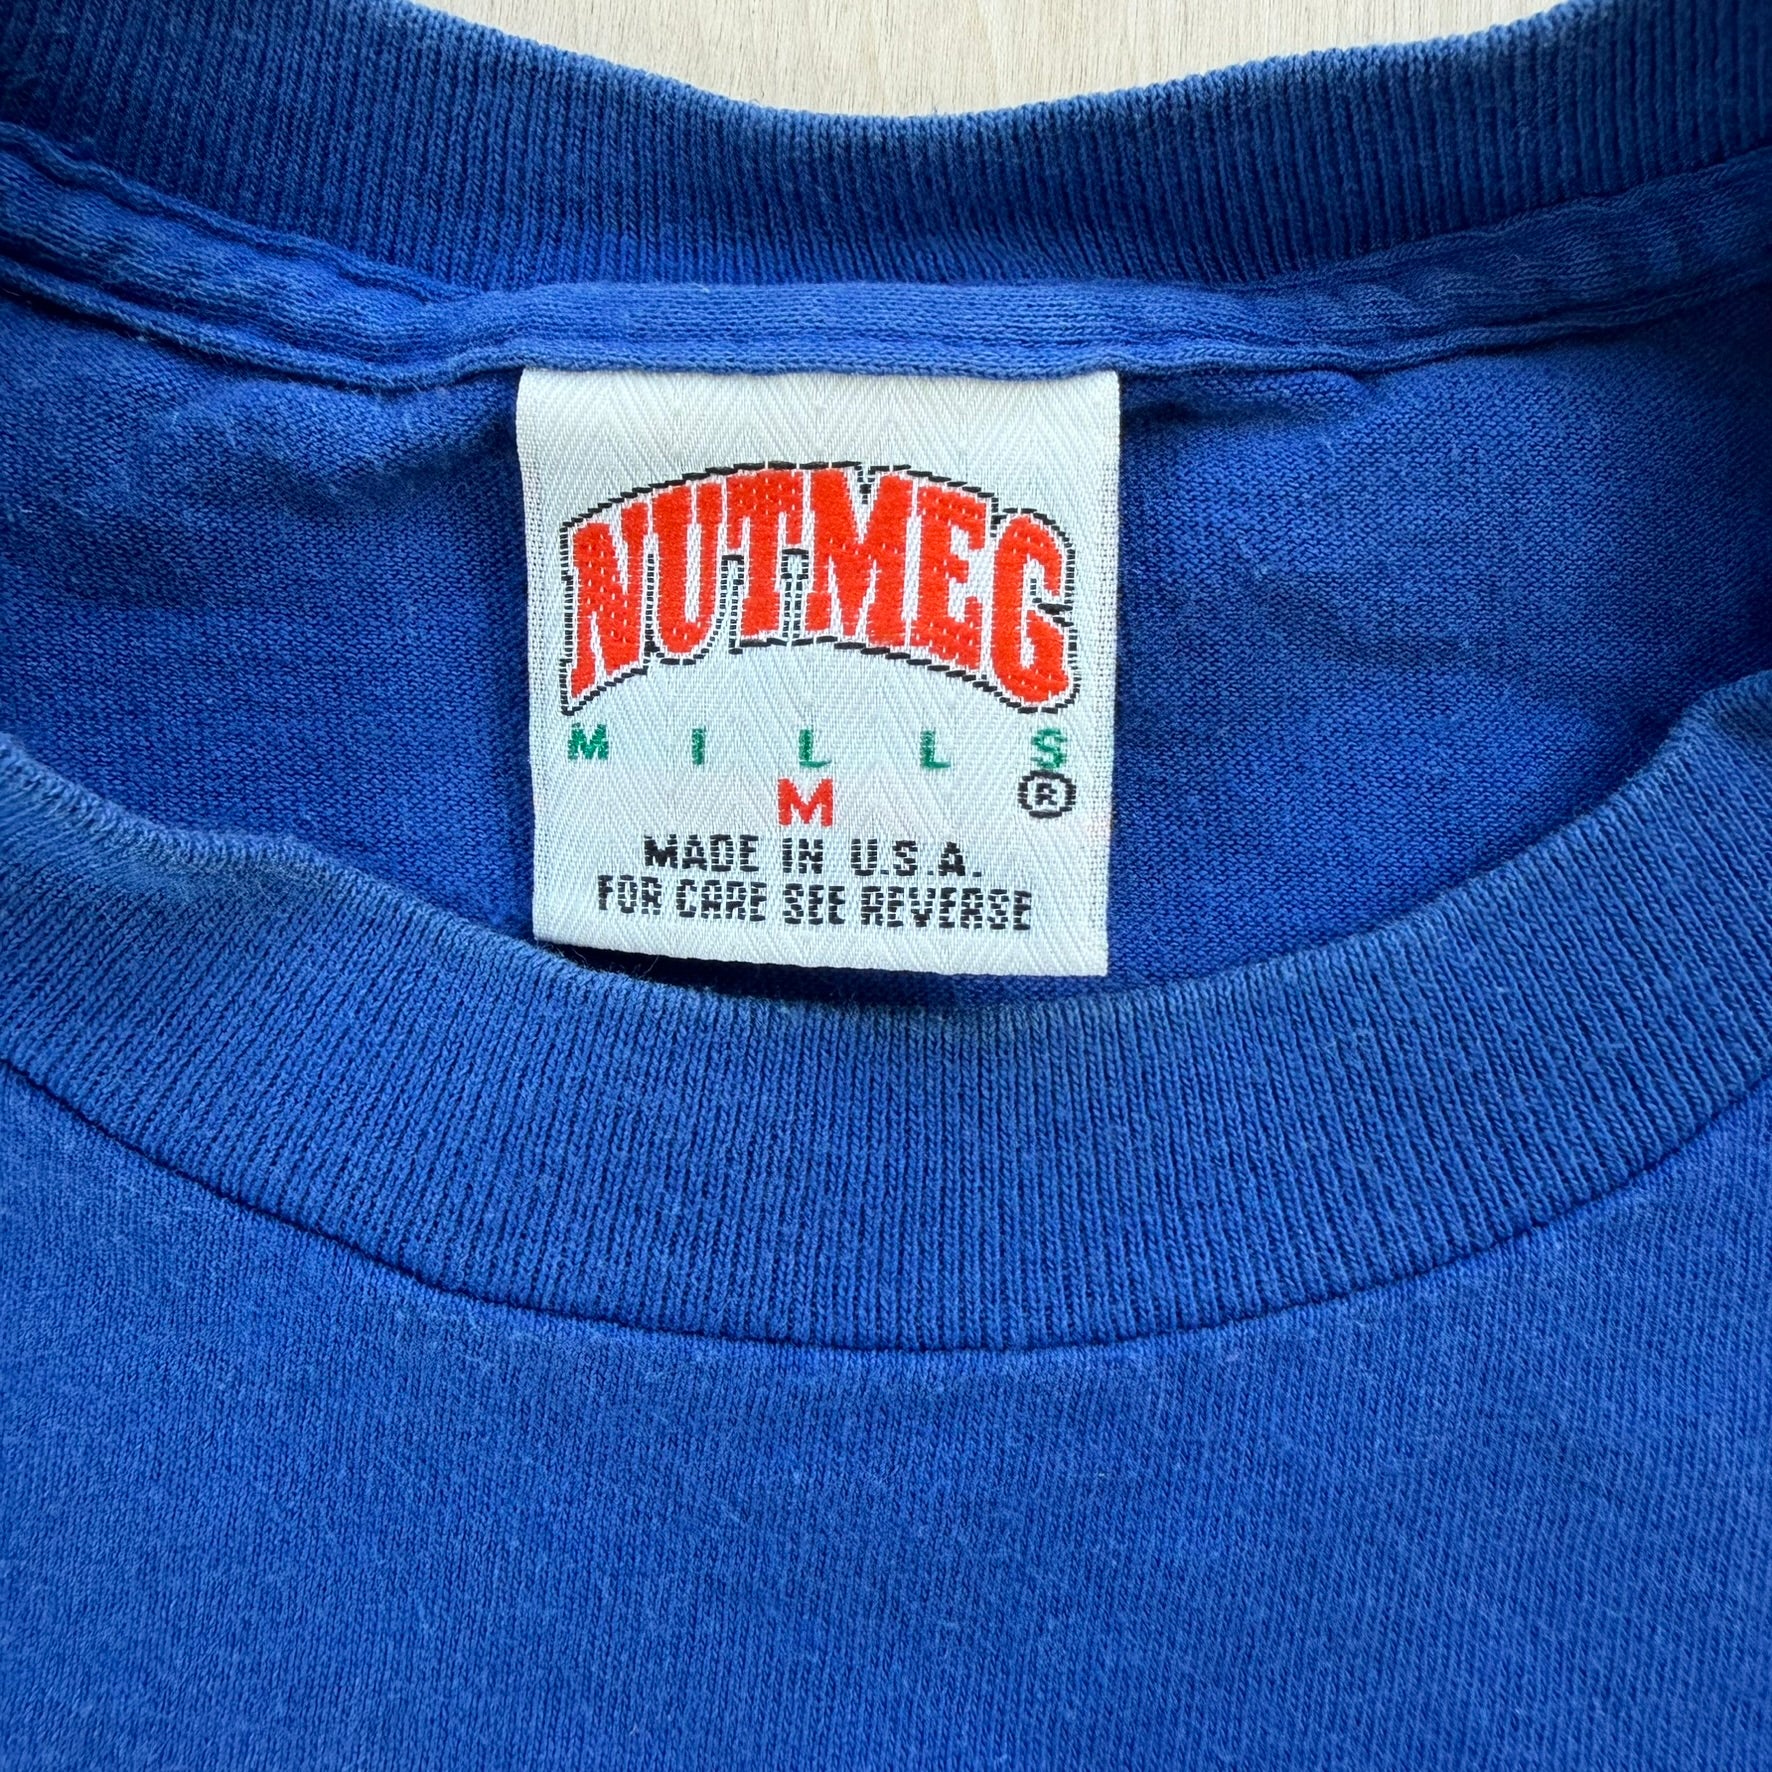 NUTMEG
MILLS
M ®
MADE IN U.S.A.
FOR CARE SEE REVERSE